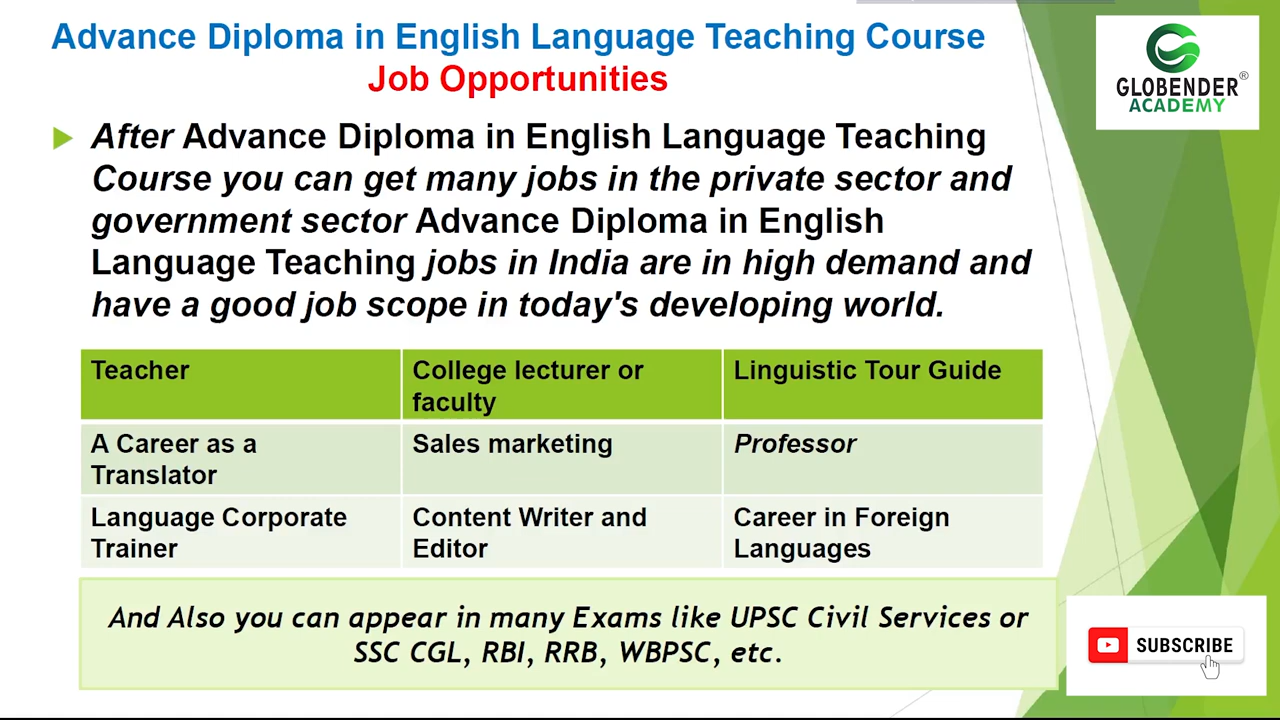 Advance Diploma in English Language Teaching Course
Job Opportunities
GLOBENDER®
ACADEMY
After Advance Diploma in English Language Teaching
Course you can get many jobs in the private sector and
government sector Advance Diploma in English
Language Teaching jobs in India are in high demand and
have a good job scope in today's developing world.
Teacher
College lecturer or
faculty
Linguistic Tour Guide
A Career as a
Translator
Sales marketing
Professor
Language Corporate
Trainer
Content Writer and
Editor
Career in Foreign
Languages
And Also you can appear in many Exams like UPSC Civil Services or
SSC CGL, RBI, RRB, WBPSC, etc.
SUBSCRIBE